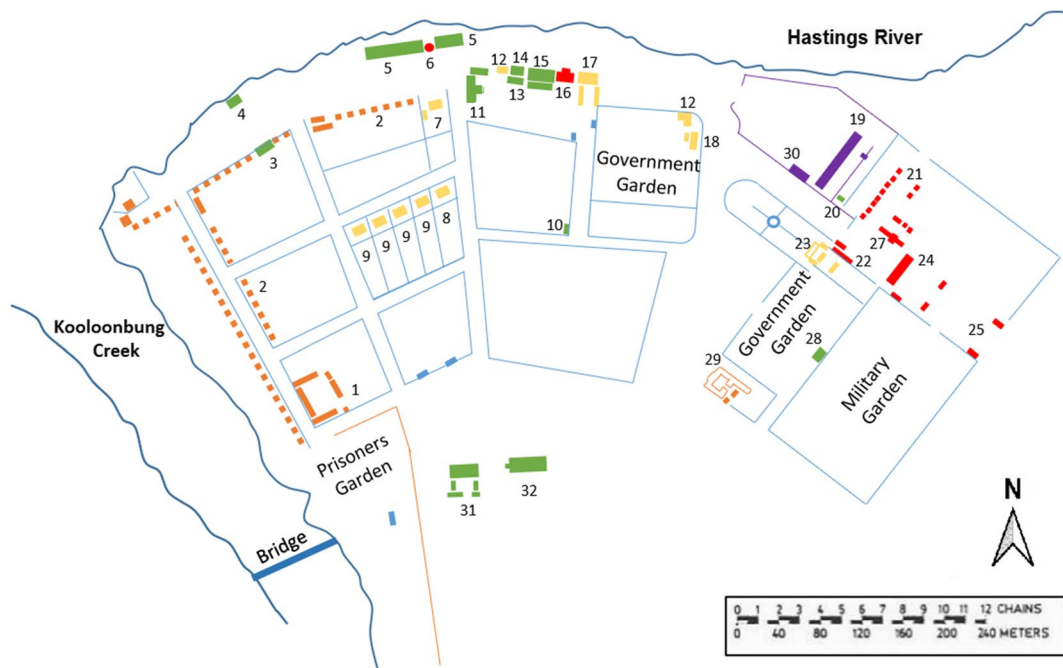 Hastings River
5
5
6
12
14
15
17
13
16
4
11
2
7
12
19
3
18
Government
Garden
30
21
20
8
10
9
9
9
9
2
23
27
22
24
Kooloonbung
Creek
Government
Garden
25
28
29
1
Military
Garden
Prisoners
Garden
31
32
Bridge
N
0 1 2 3 4 5 6 7 8 9 10 11 12 CHAINS
0 40 80 120 160 200 240 METERS